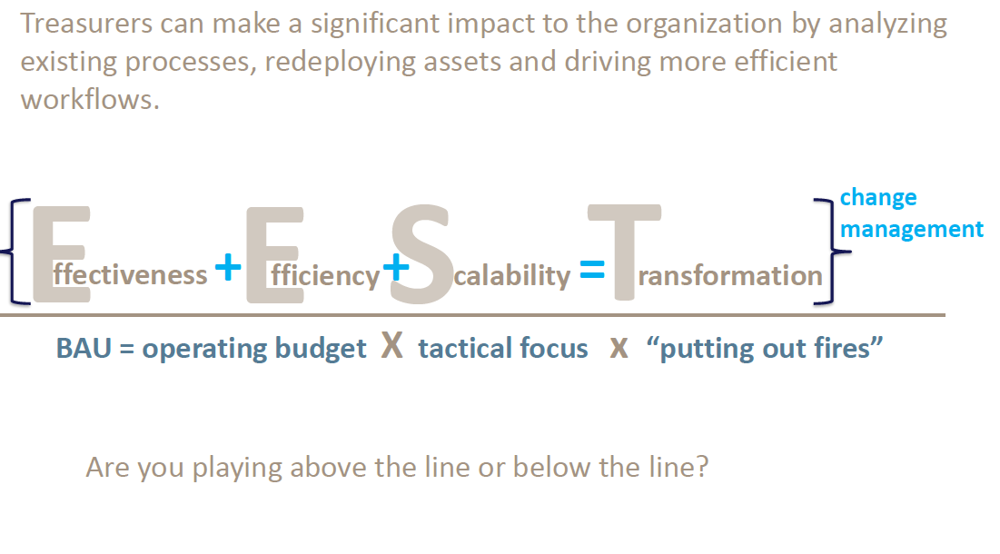 Treasurers can make a significant impact to the organization by analyzing
existing processes, redeploying assets and driving more efficient
workflows.
change
management
Effectiveness + Efficiency + Scalability = Transformation
BAU = operating budget X tactical focus x “putting out fires”
Are you playing above the line or below the line?